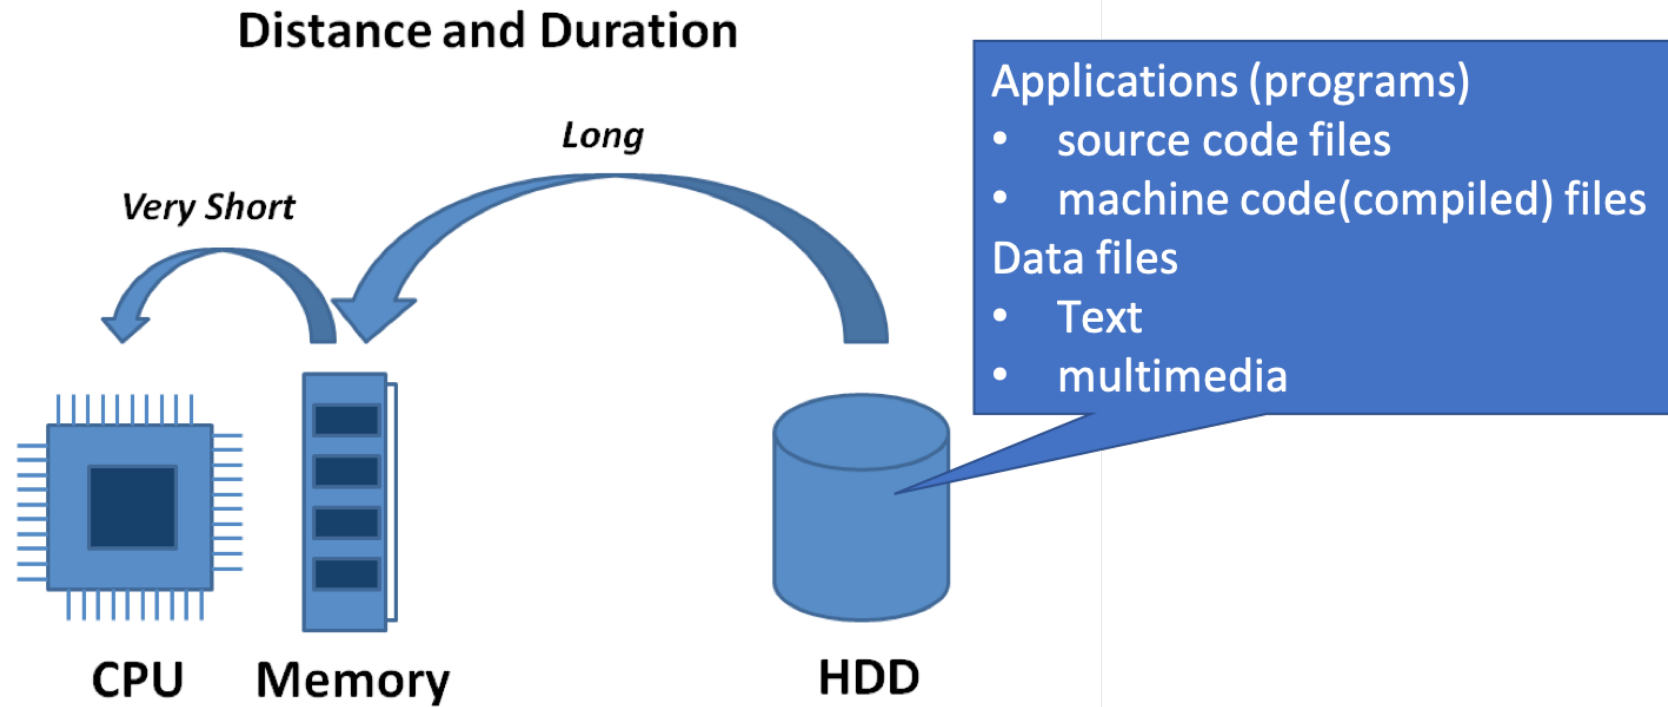 Distance and Duration
Long
Very Short
CPU
Memory
HDD
Applications (programs)
• source code files
• machine code(compiled) files
Data files
• Text
• multimedia